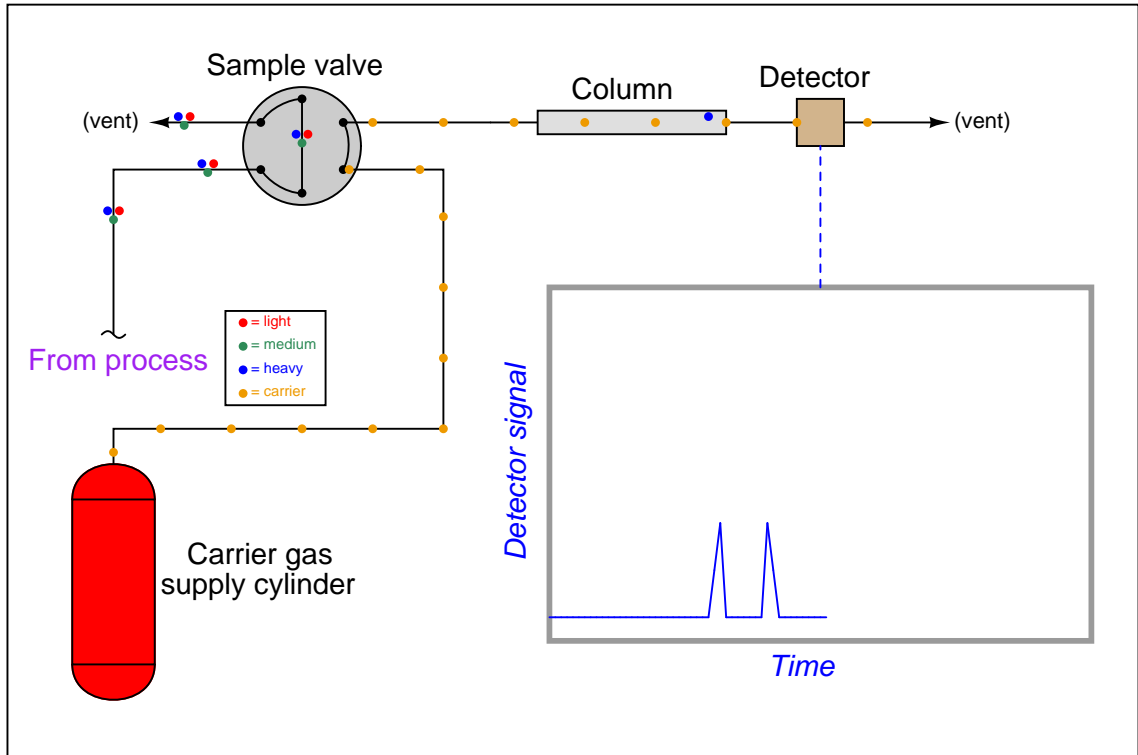 Sample valve
Column
Detector
(vent)
(vent)
= light
= medium
= heavy
= carrier
From process
Detector signal
Carrier gas
supply cylinder
Time